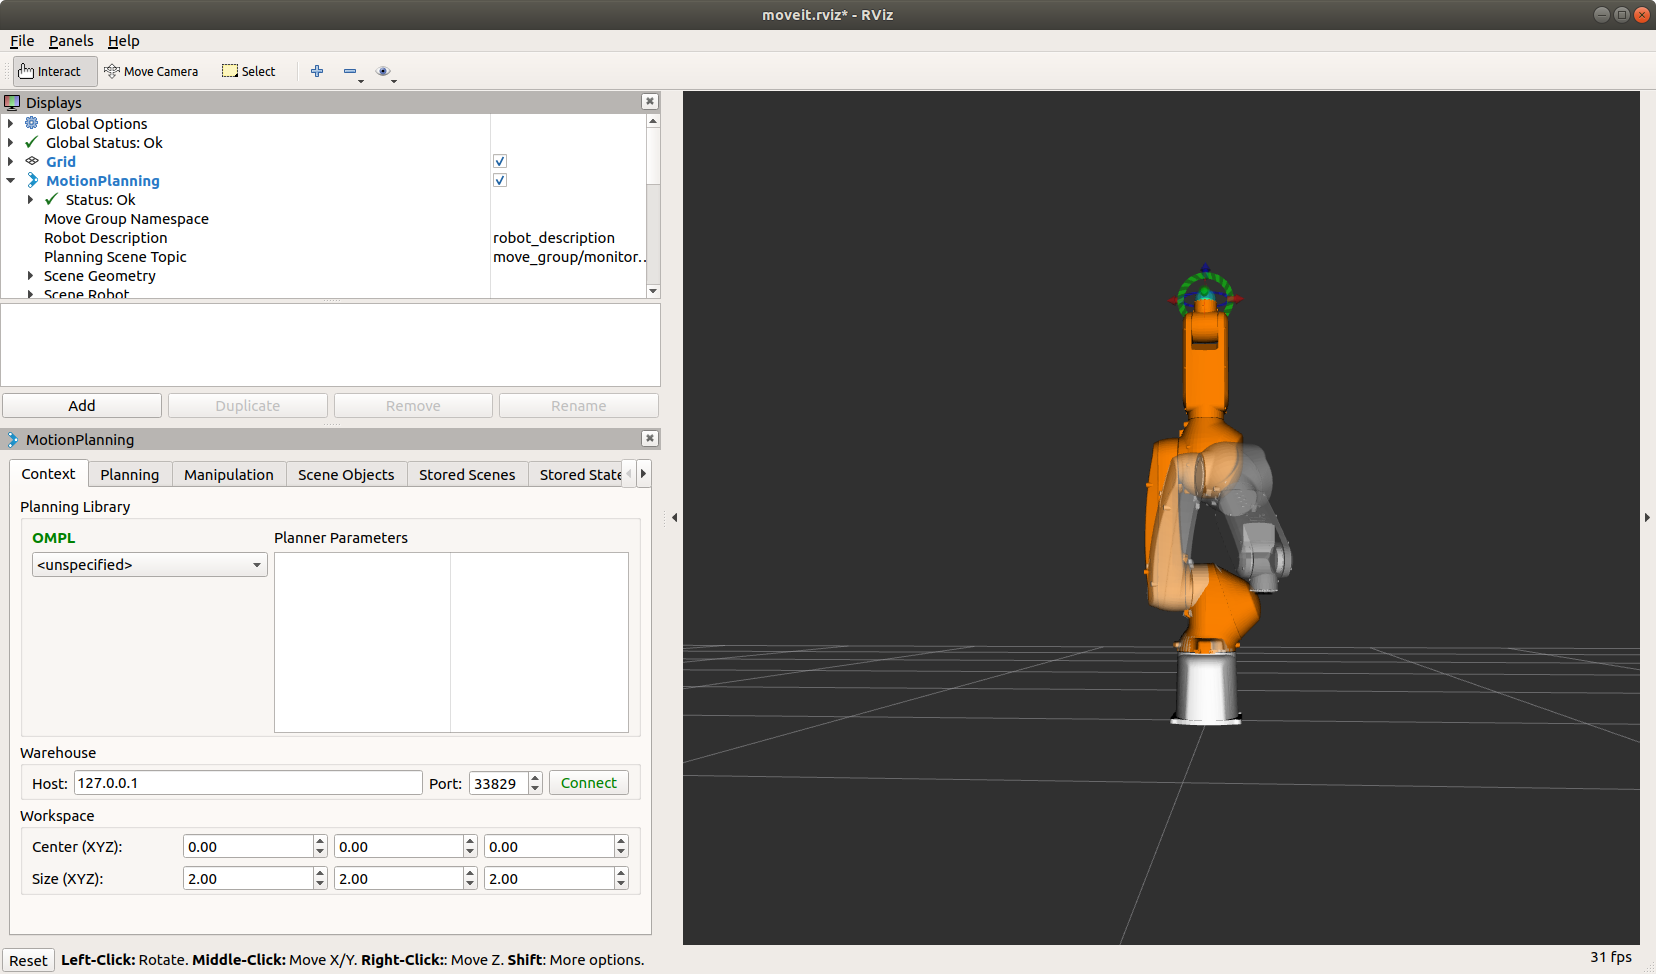 moveit.rviz* - RViz
File Panels Help
Interact Move Camera Select
Displays
Global Options
Global Status: Ok
Grid
MotionPlanning
Status: Ok
Move Group Namespace
Robot Description robot_description
Planning Scene Topic move_group/monitor...
Scene Geometry
Scene Robot
Add Duplicate Remove Rename
MotionPlanning
Context Planning Manipulation Scene Objects Stored Scenes Stored State
Planning Library
OMPL Planner Parameters
<unspecified>
Warehouse
Host: 127.0.0.1 Port: 33829 Connect
Workspace
Center (XYZ): 0.00 0.00 0.00
Size (XYZ): 2.00 2.00 2.00
Reset Left-Click: Rotate. Middle-Click: Move X/Y. Right-Click:: Move Z. Shift: More options. 31 fps